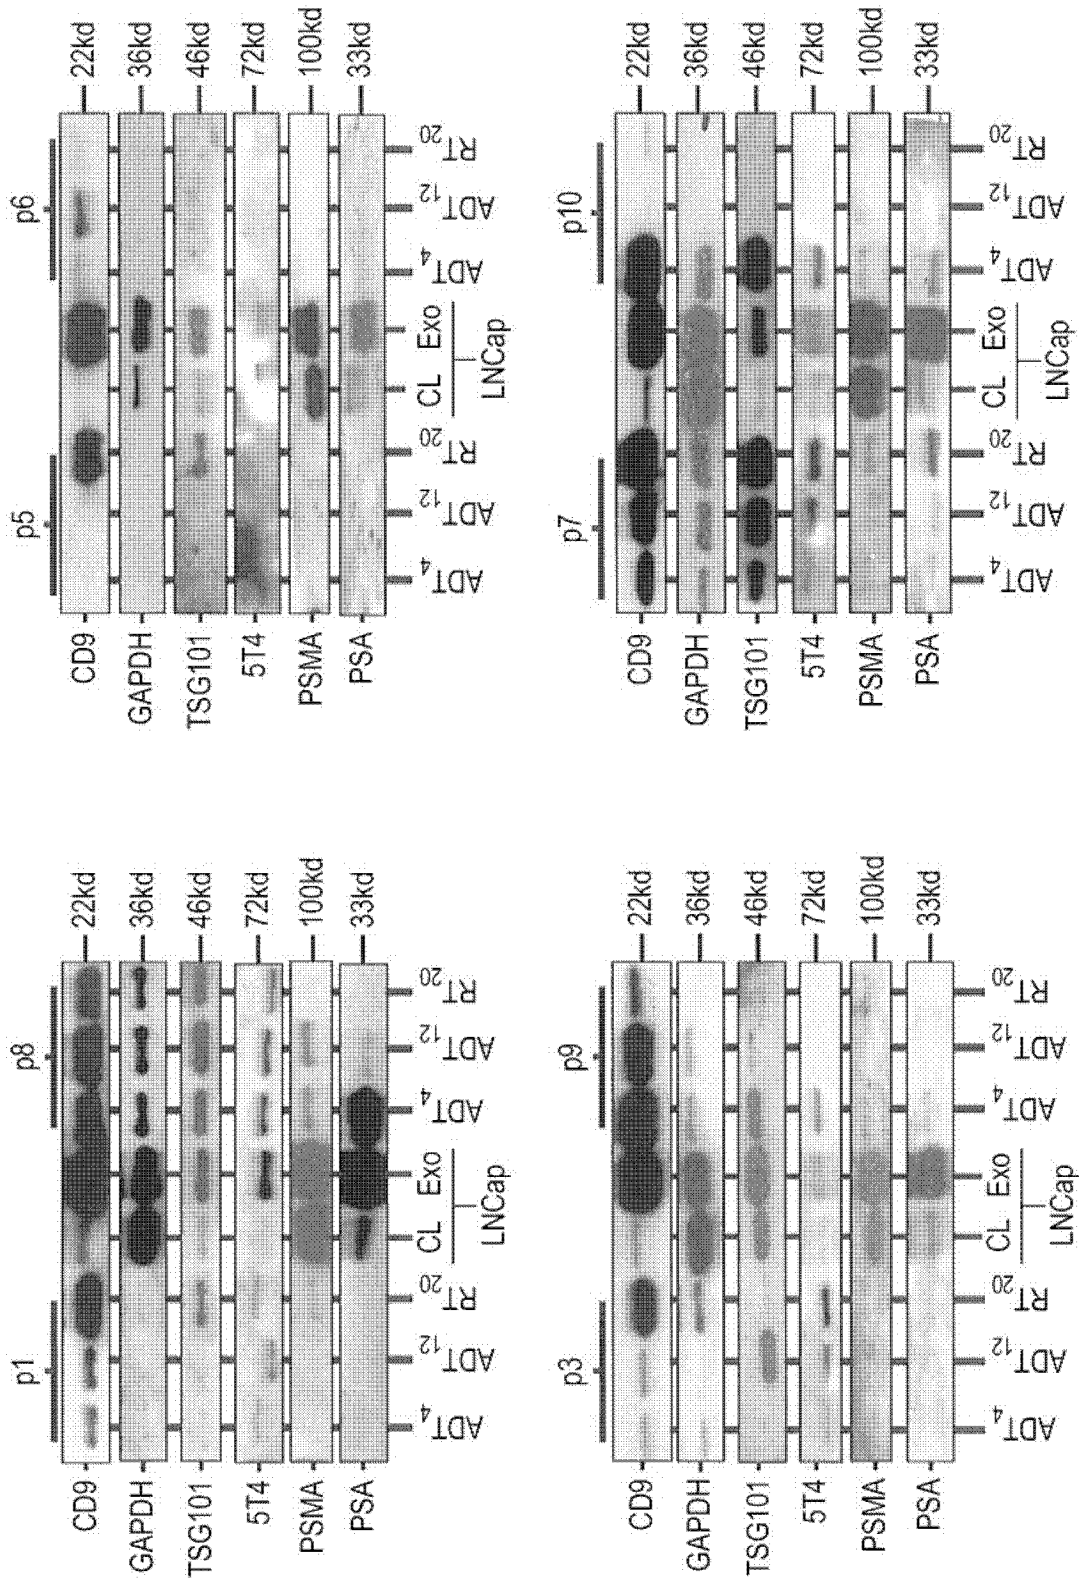 p1 p8
CD9 22kd
GAPDH 36kd
TSG101 46kd
5T4 72kd
PSMA 100kd
PSA 33kd
ADT4 ADT12 RT20 CL Exo ADT4 ADT12 RT20
LNCap
p5 p6
CD9 22kd
GAPDH 36kd
TSG101 46kd
5T4 72kd
PSMA 100kd
PSA 33kd
ADT4 ADT12 RT20 CL Exo ADT4 ADT12 RT20
LNCap
p3 p9
CD9 22kd
GAPDH 36kd
TSG101 46kd
5T4 72kd
PSMA 100kd
PSA 33kd
ADT4 ADT12 RT20 CL Exo ADT4 ADT12 RT20
LNCap
p7 p10
CD9 22kd
GAPDH 36kd
TSG101 46kd
5T4 72kd
PSMA 100kd
PSA 33kd
ADT4 ADT12 RT20 CL Exo ADT4 ADT12 RT20
LNCap